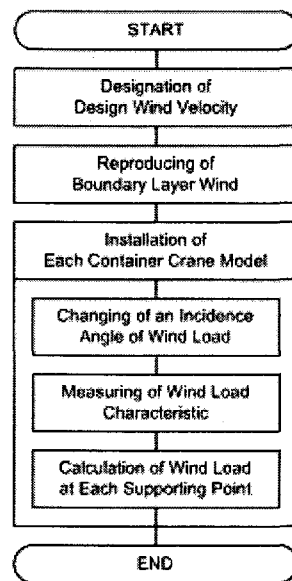 START
Designation of
Design Wind Velocity
Reproducing of
Boundary Layer Wind
Installation of
Each Container Crane Model
Changing of an Incidence
Angle of Wind Load
Measuring of Wind Load
Characteristic
Calculation of Wind Load
at Each Supporting Point
END